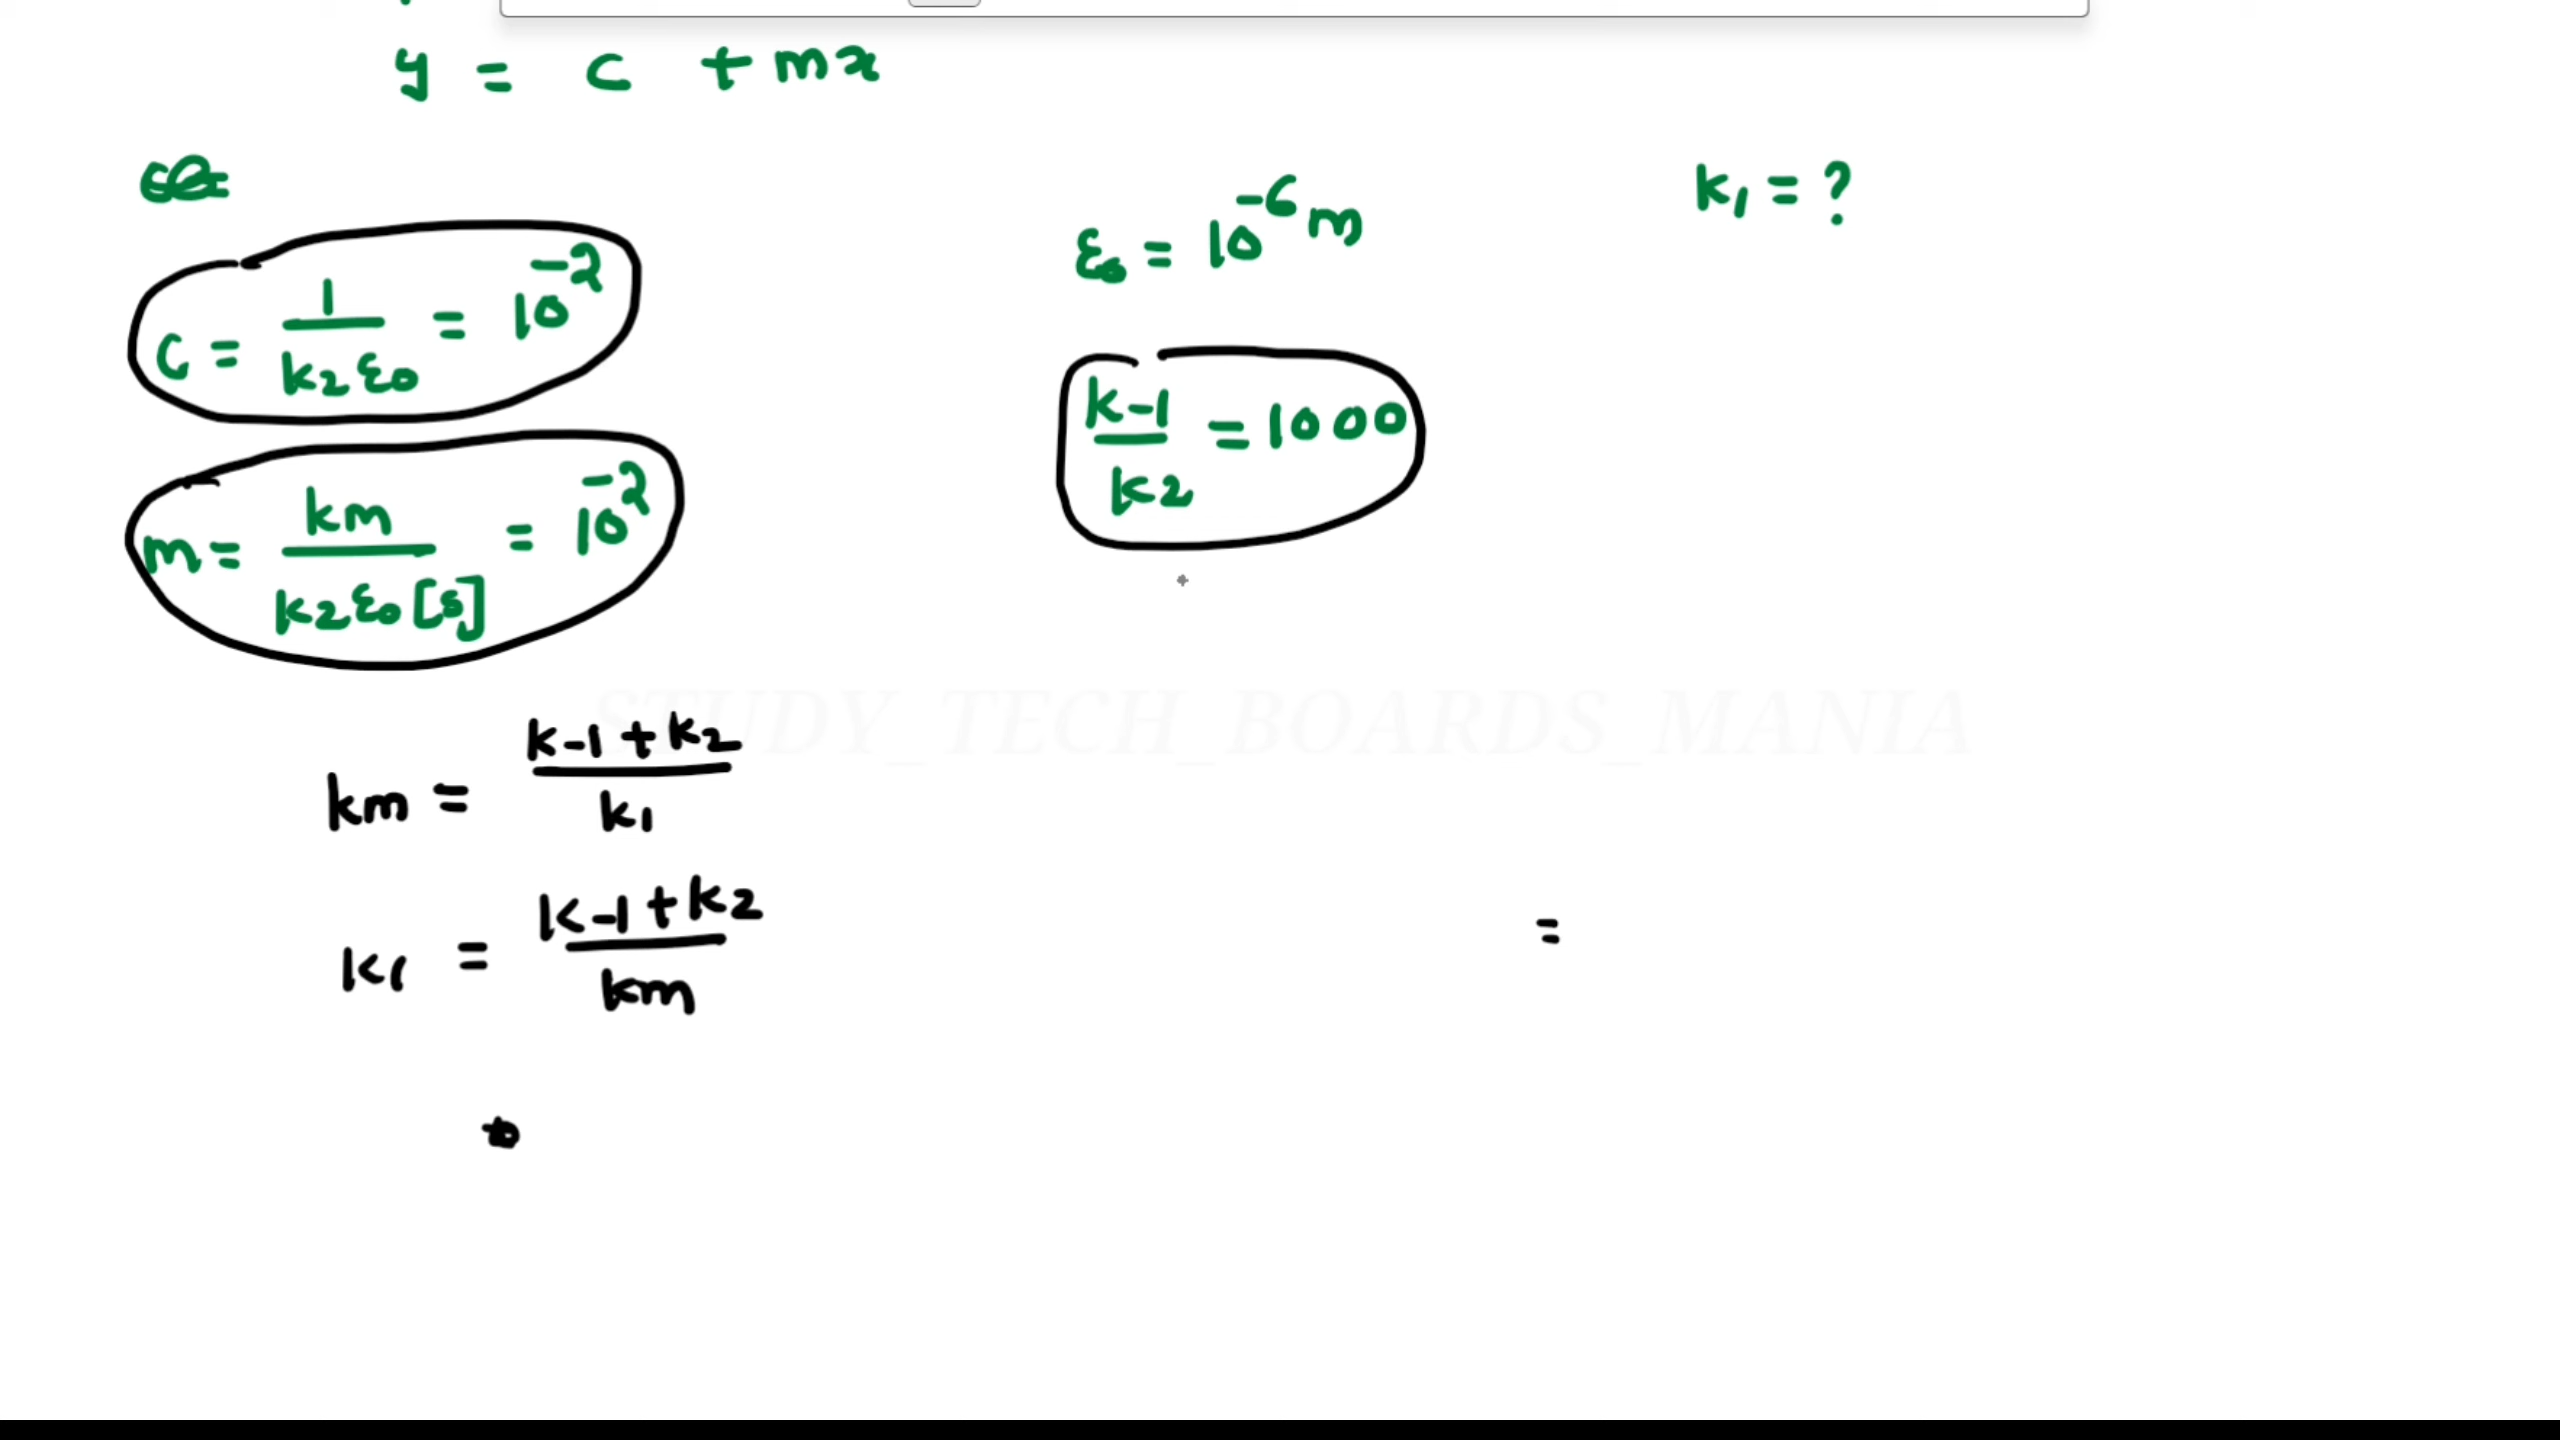 y = c + mx
k₁ = ?
ε₀ = 10⁻⁶ m
c = 1 / k₂ε₀ = 10⁻²
k₋₁ / k₂ = 1000
m = km / k₂ε₀[s] = 10⁻²
STUDY_TECH_BOARDS_MANIA
km = k₋₁ + k₂ / k₁
k₁ = k₋₁ + k₂ / km
=